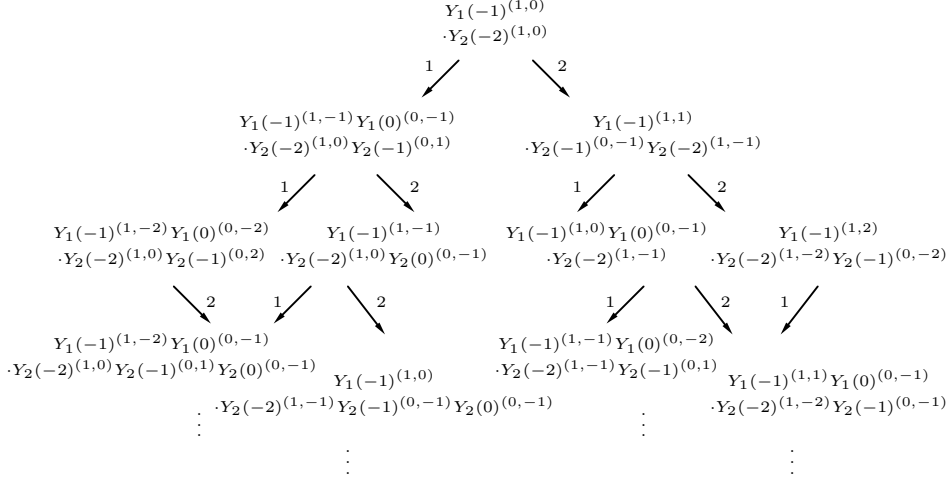 Y_1(−1)^{(1,0)}
·Y_2(−2)^{(1,0)}
1
2
Y_1(−1)^{(1,−1)}Y_1(0)^{(0,−1)}
·Y_2(−2)^{(1,0)}Y_2(−1)^{(0,1)}
Y_1(−1)^{(1,1)}
·Y_2(−1)^{(0,−1)}Y_2(−2)^{(1,−1)}
1
2
1
2
Y_1(−1)^{(1,−2)}Y_1(0)^{(0,−2)}
·Y_2(−2)^{(1,0)}Y_2(−1)^{(0,2)}
Y_1(−1)^{(1,−1)}
·Y_2(−2)^{(1,0)}Y_2(0)^{(0,−1)}
Y_1(−1)^{(1,0)}Y_1(0)^{(0,−1)}
·Y_2(−2)^{(1,−1)}
Y_1(−1)^{(1,2)}
·Y_2(−2)^{(1,−2)}Y_2(−1)^{(0,−2)}
2
1
2
1
2
1
Y_1(−1)^{(1,−2)}Y_1(0)^{(0,−1)}
·Y_2(−2)^{(1,0)}Y_2(−1)^{(0,1)}Y_2(0)^{(0,−1)}
Y_1(−1)^{(1,0)}
·Y_2(−2)^{(1,−1)}Y_2(−1)^{(0,−1)}Y_2(0)^{(0,−1)}
Y_1(−1)^{(1,−1)}Y_1(0)^{(0,−2)}
·Y_2(−2)^{(1,−1)}Y_2(−1)^{(0,1)}
Y_1(−1)^{(1,1)}Y_1(0)^{(0,−1)}
·Y_2(−2)^{(1,−2)}Y_2(−1)^{(0,−1)}
⋮
⋮
⋮
⋮